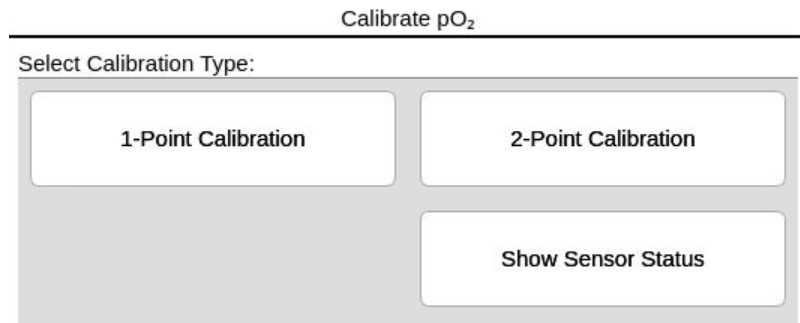 Calibrate pO₂
Select Calibration Type:
1-Point Calibration
2-Point Calibration
Show Sensor Status